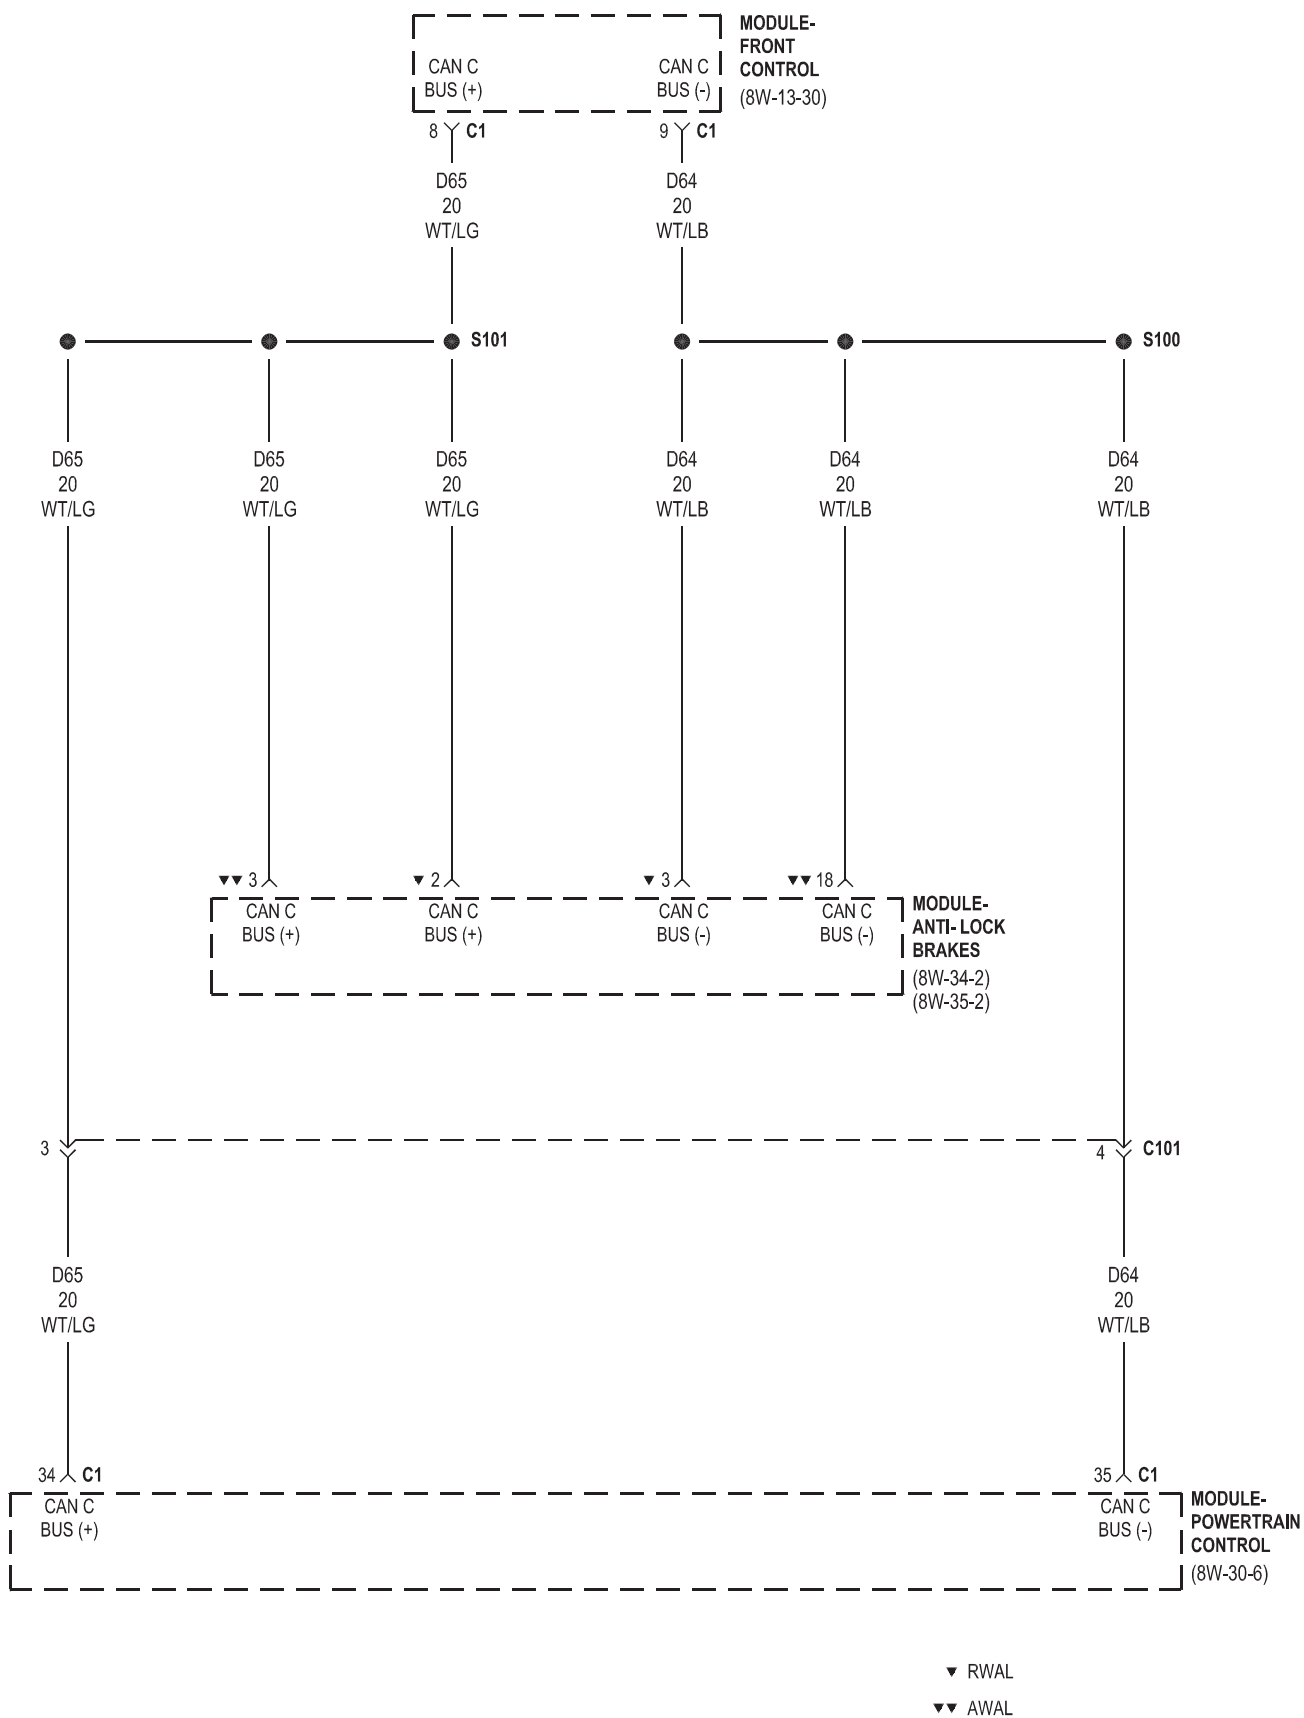 MODULE-
FRONT
CONTROL
(8W-13-30)
CAN C
BUS (+)
CAN C
BUS (-)
8 C1
9 C1
D65
20
WT/LG
D64
20
WT/LB
S101
S100
D65
20
WT/LG
D65
20
WT/LG
D65
20
WT/LG
D64
20
WT/LB
D64
20
WT/LB
D64
20
WT/LB
▼▼ 3
▼ 2
▼ 3
▼▼ 18
CAN C
BUS (+)
CAN C
BUS (+)
CAN C
BUS (-)
CAN C
BUS (-)
MODULE-
ANTI-LOCK
BRAKES
(8W-34-2)
(8W-35-2)
3
4 C101
D65
20
WT/LG
D64
20
WT/LB
34 C1
35 C1
CAN C
BUS (+)
CAN C
BUS (-)
MODULE-
POWERTRAIN
CONTROL
(8W-30-6)
▼ RWAL
▼▼ AWAL